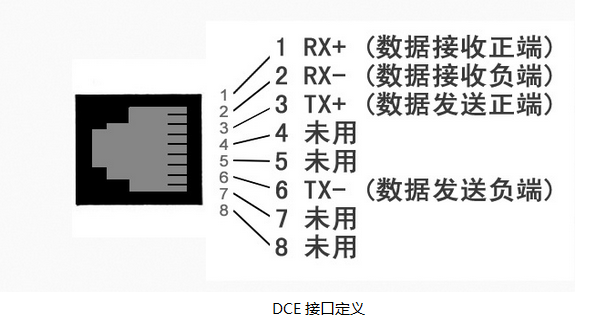 1 RX+ (数据接收正端)
2 RX- (数据接收负端)
3 TX+ (数据发送正端)
4 未用
5 未用
6 TX- (数据发送负端)
7 未用
8 未用
1
2
3
4
5
6
7
8
DCE 接口定义